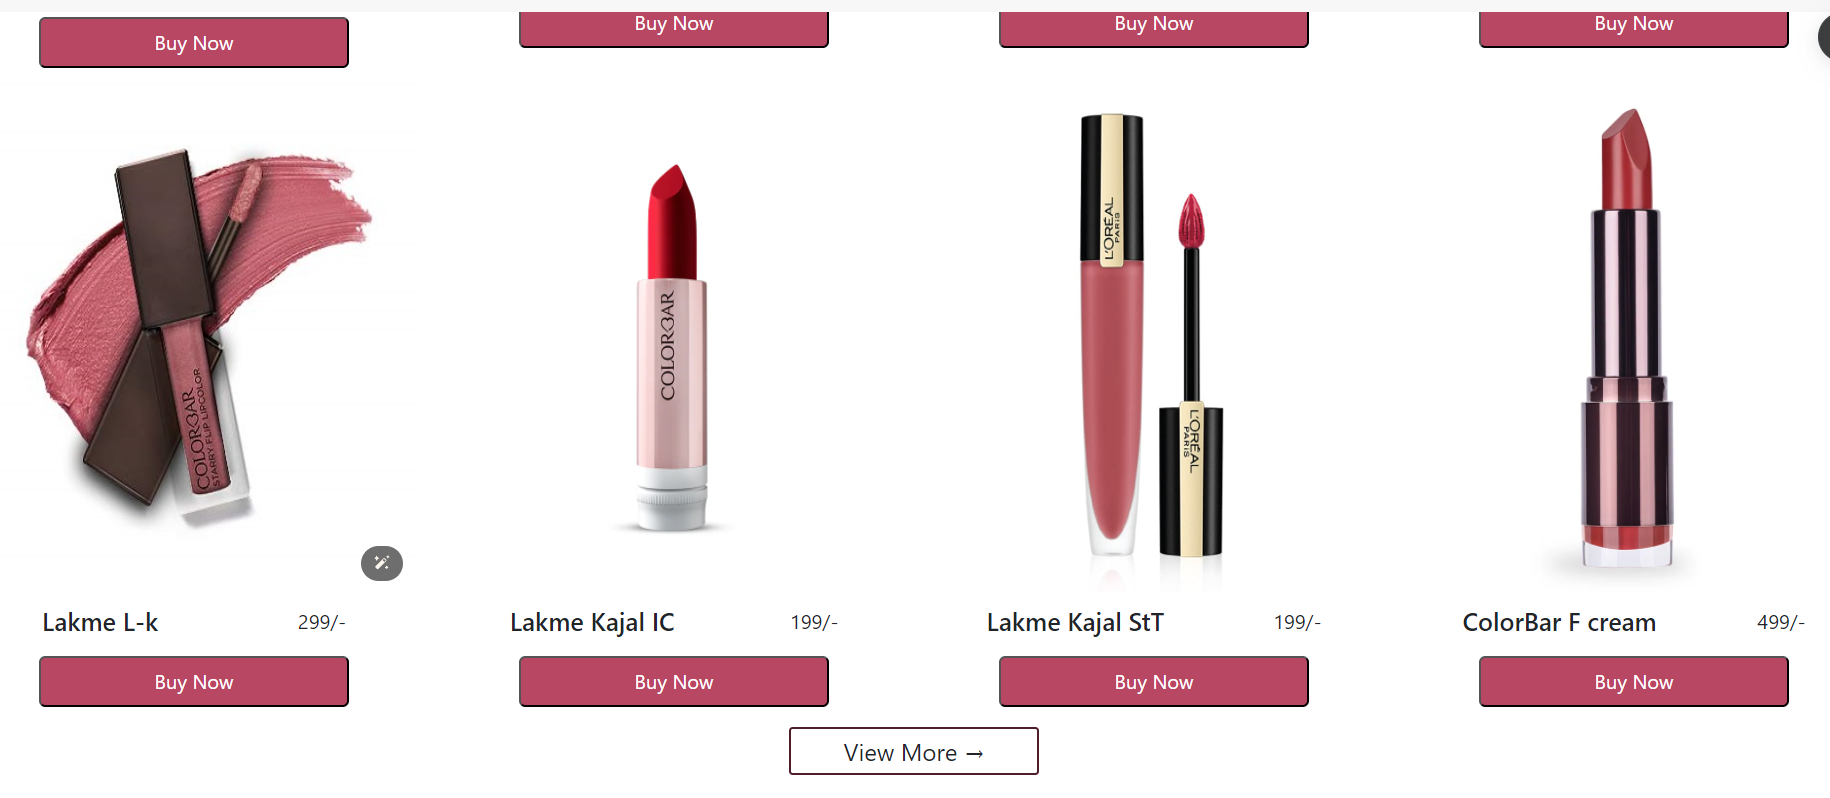 Buy Now
Buy Now
Buy Now
Buy Now
COLORBAR
STARRY FLIP LIPCOLOR
COLORBAR
L'ORÉAL
PARIS
L'ORÉAL
PARIS
Lakme L-k
299/-
Lakme Kajal IC
199/-
Lakme Kajal StT
199/-
ColorBar F cream
499/-
Buy Now
Buy Now
Buy Now
Buy Now
View More →